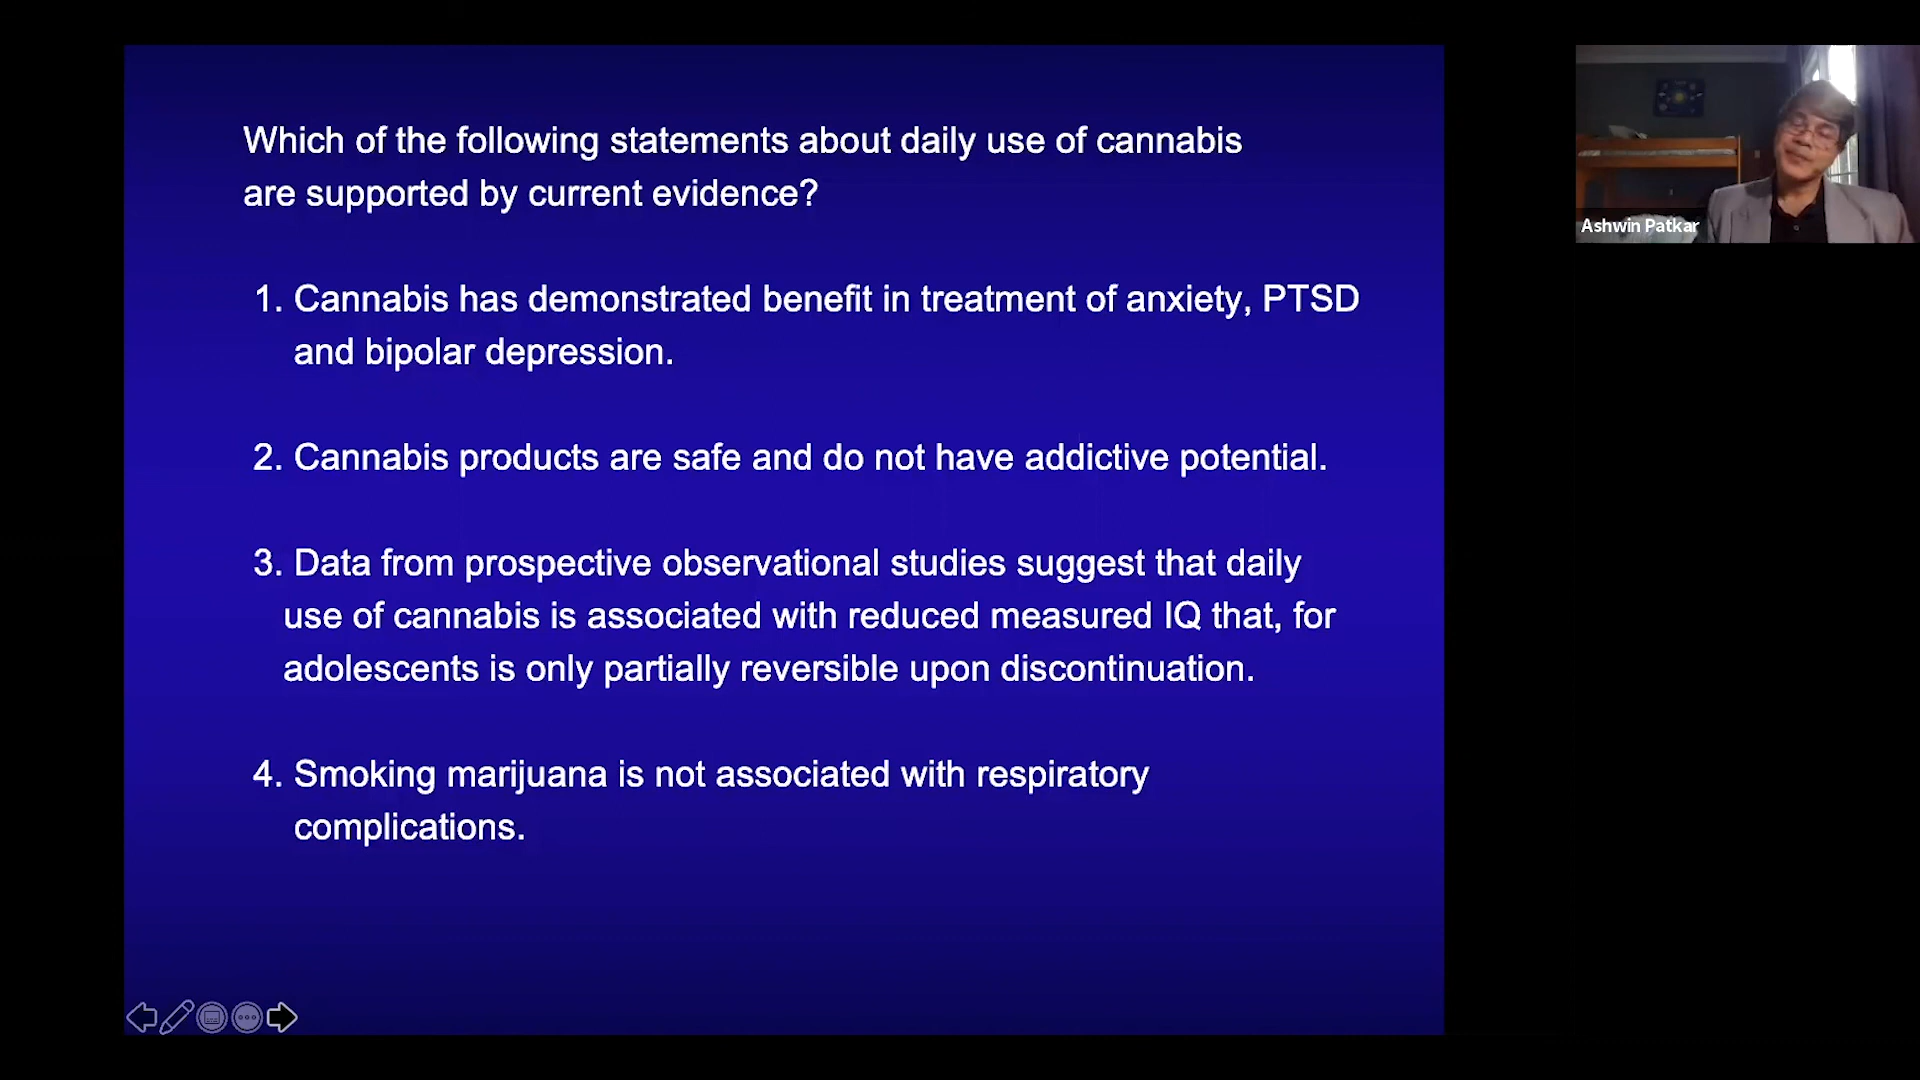 Which of the following statements about daily use of cannabis
are supported by current evidence?
1. Cannabis has demonstrated benefit in treatment of anxiety, PTSD
and bipolar depression.
2. Cannabis products are safe and do not have addictive potential.
3. Data from prospective observational studies suggest that daily
use of cannabis is associated with reduced measured IQ that, for
adolescents is only partially reversible upon discontinuation.
4. Smoking marijuana is not associated with respiratory
complications.
Ashwin Patkar